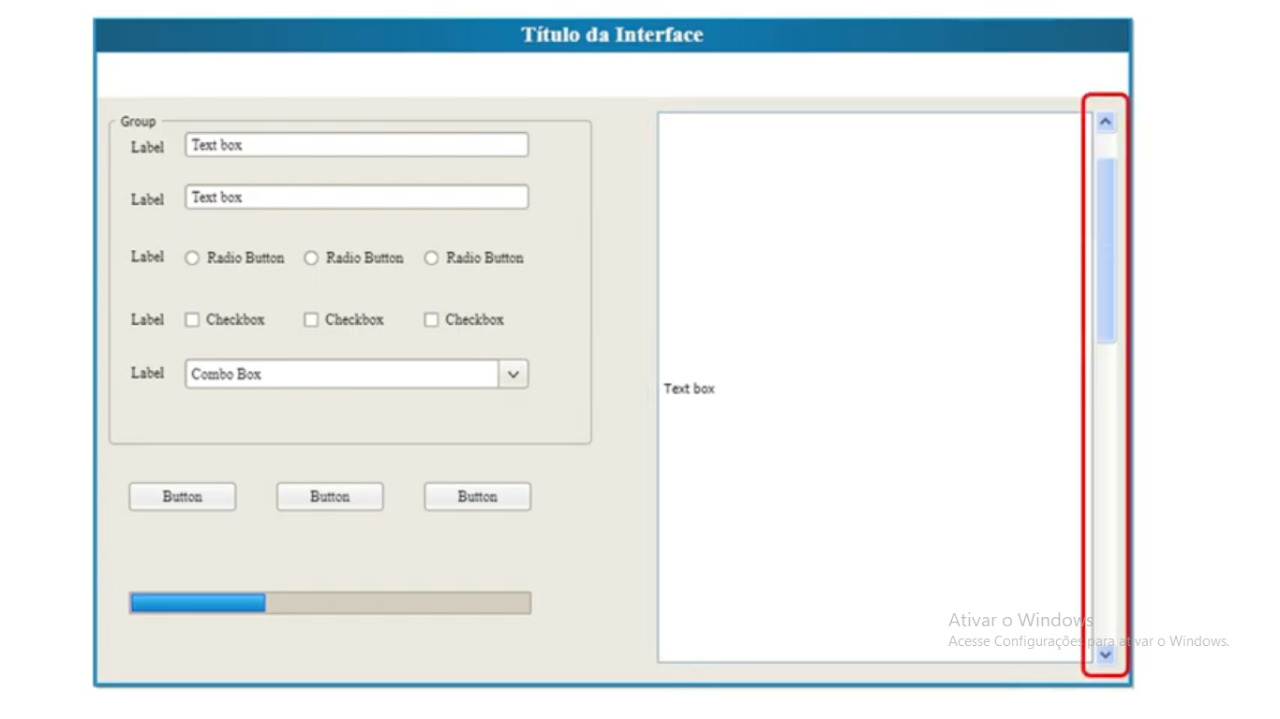 Título da Interface
Group
Label Text box
Label Text box
Label Radio Button Radio Button Radio Button
Label Checkbox Checkbox Checkbox
Label Combo Box
Button Button Button
Text box
Ativar o Windows
Acesse Configurações para ativar o Windows.